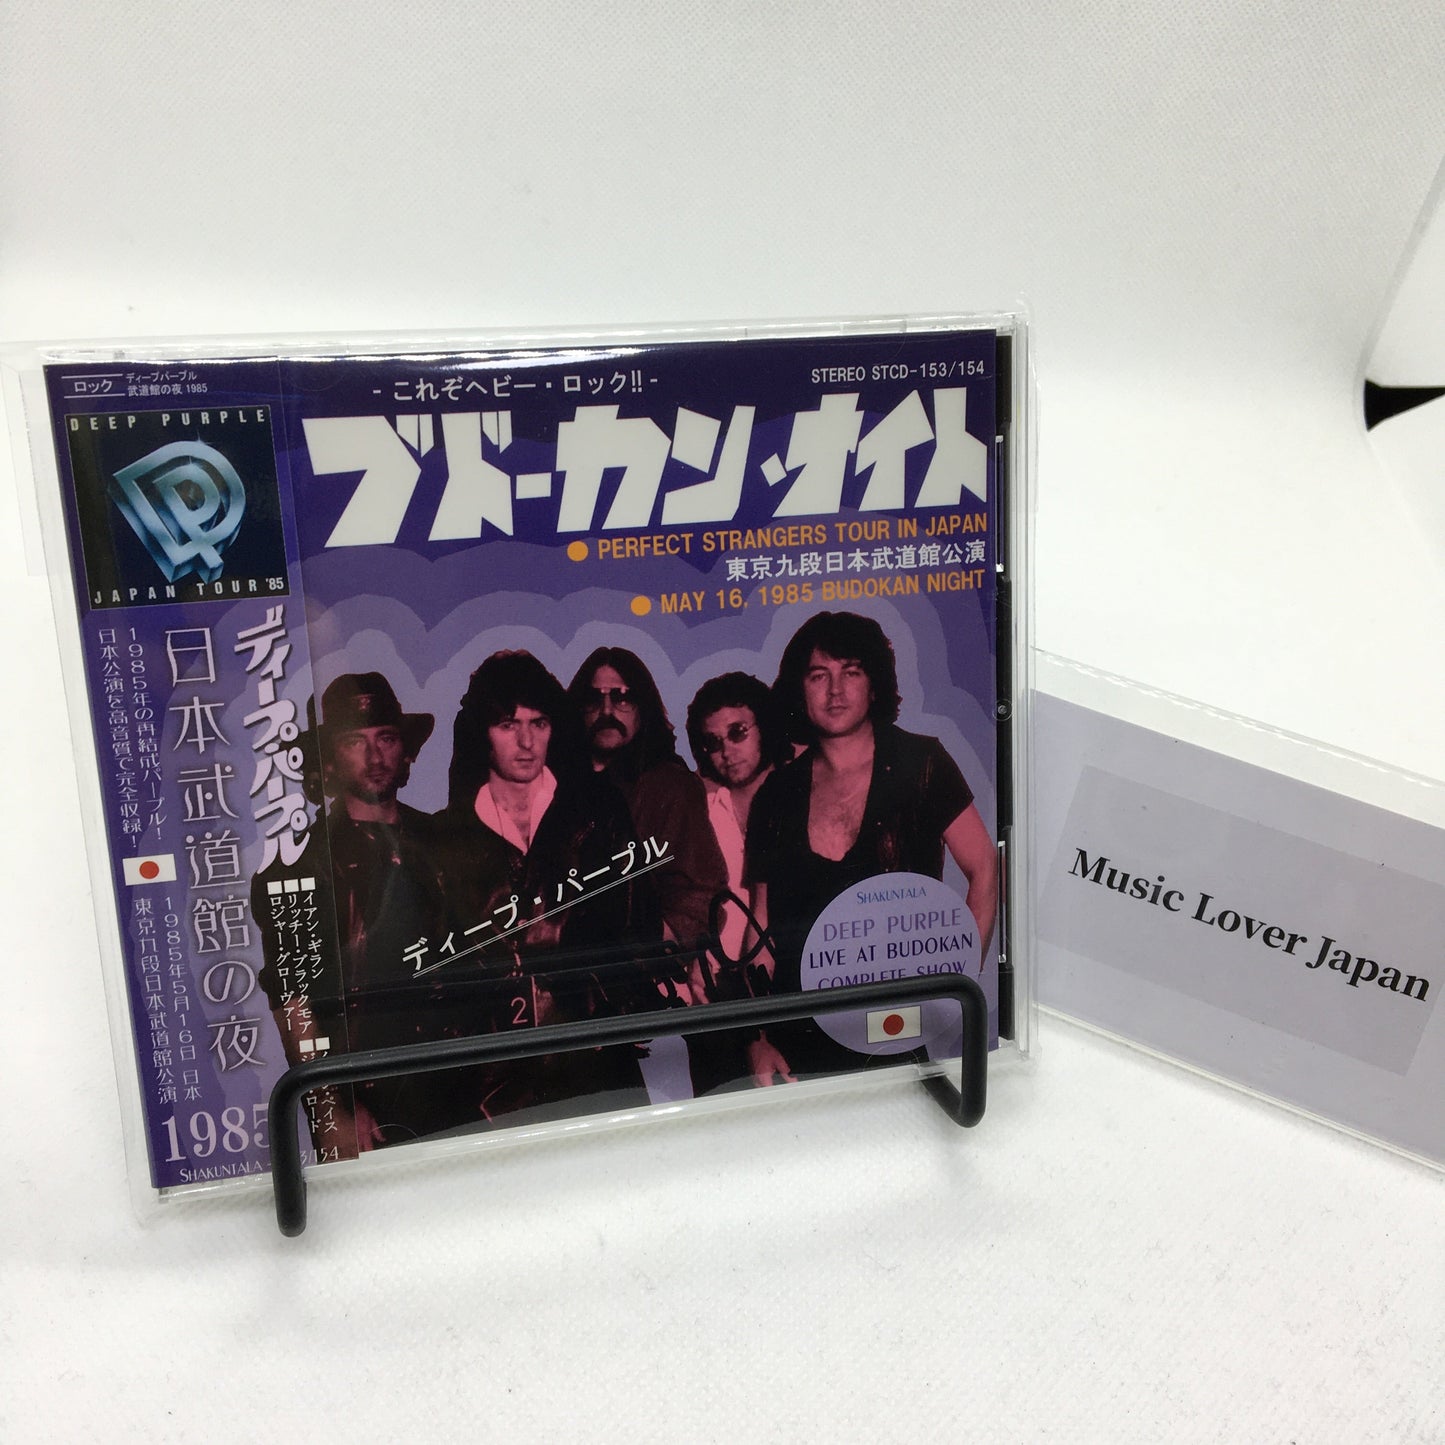 ロック
ディープパープル
武道館の夜 1985
DEEP PURPLE
DP
JAPAN TOUR '85
ディープ・パープル
日本武道館の夜
1985年の再結成パープル!
日本公演を高音質で完全収録!
1985年5月16日 日本
東京九段日本武道館公演
■イアン・ギラン
■リッチー・ブラックモア
■ロジャー・グローヴァー
1985
SHAKUNTALA
- これぞヘビー・ロック!! -
STEREO STCD-153/154
ブドーカン・ナイト
● PERFECT STRANGERS TOUR IN JAPAN
東京九段日本武道館公演
● MAY 16, 1985 BUDOKAN NIGHT
ディープ・パープル
2
SHAKUNTALA
DEEP PURPLE
LIVE AT BUDOKAN
COMPLETE SHOW
Music Lover Japan